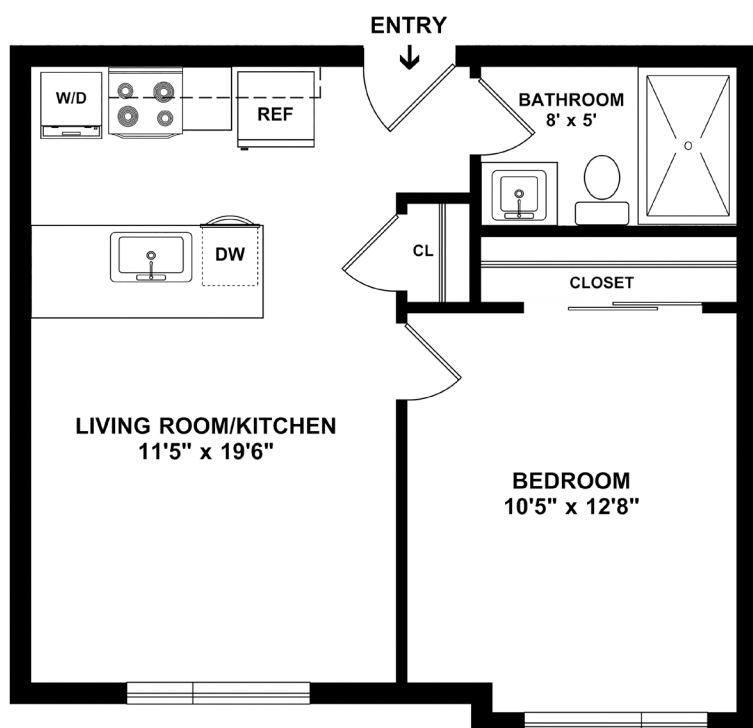 ENTRY
W/D
REF
BATHROOM
8' x 5'
DW
CL
CLOSET
LIVING ROOM/KITCHEN
11'5" x 19'6"
BEDROOM
10'5" x 12'8"